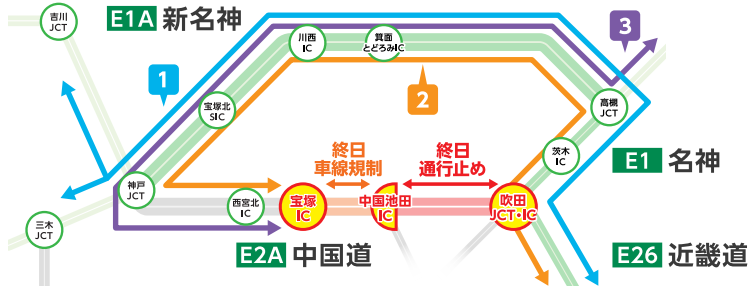 吉川
JCT
E1A 新名神
川西
IC
箕面
とどろみIC
3
1
2
宝塚北
SIC
高槻
JCT
終日
車線規制
終日
通行止め
茨木
IC
E1 名神
神戸
JCT
西宮北
IC
宝塚
IC
中国池田
IC
吹田
JCT・IC
三木
JCT
E2A 中国道
E26 近畿道